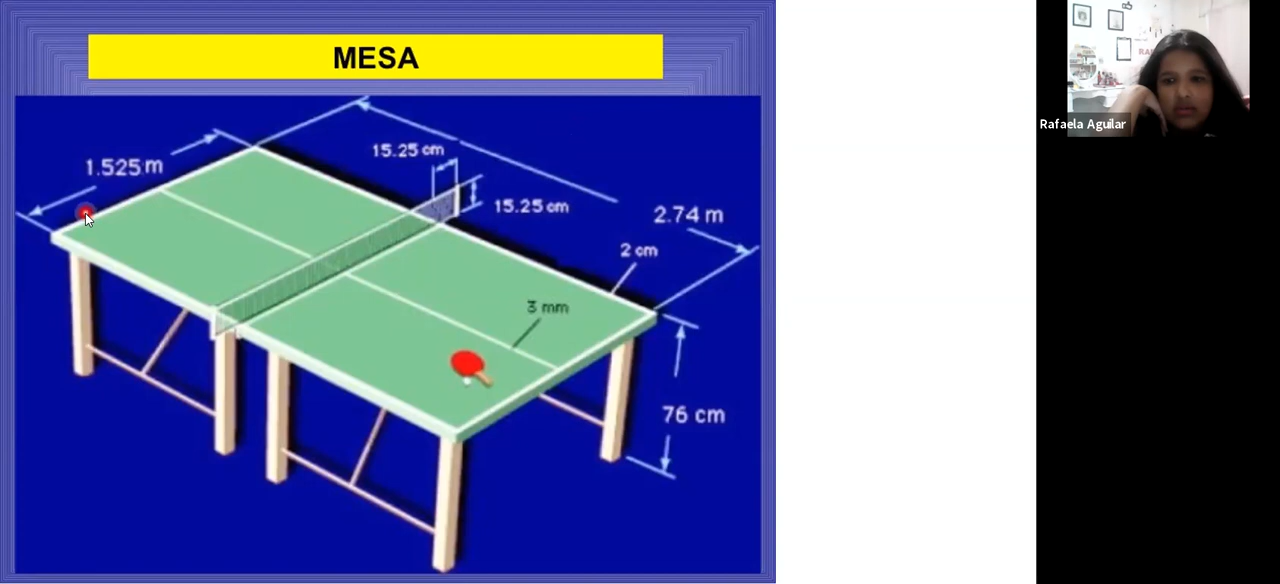 MESA
1.525 m
15.25 cm
15.25 cm
2.74 m
2 cm
3 mm
76 cm
Rafaela Aguilar